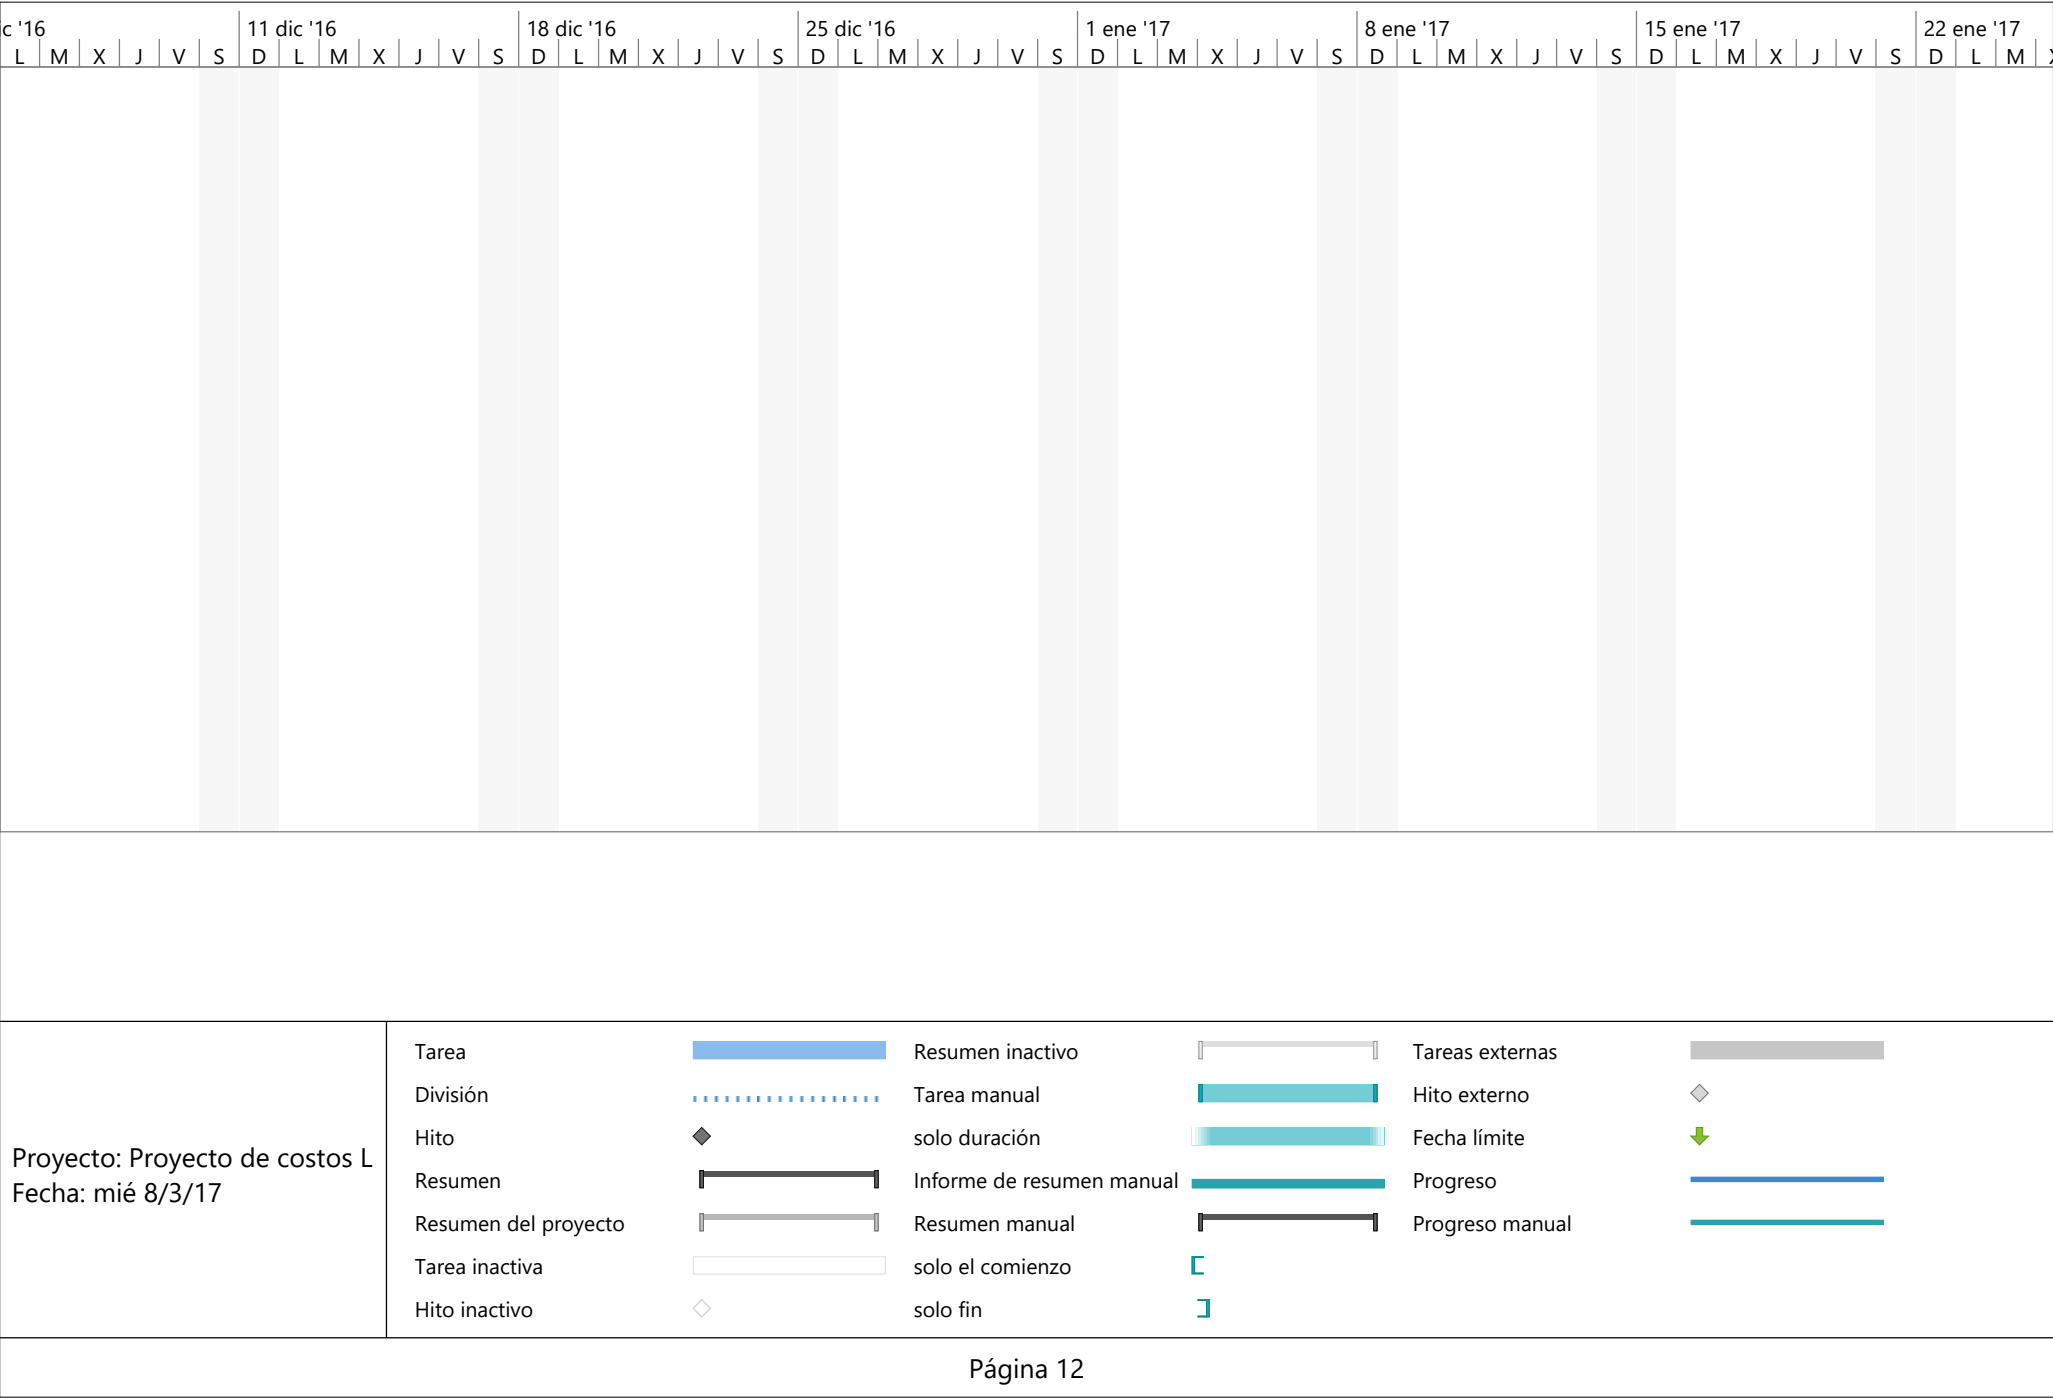 ic '16 11 dic '16 18 dic '16 25 dic '16 1 ene '17 8 ene '17 15 ene '17 22 ene '17
L M X J V S D L M X J V S D L M X J V S D L M X J V S D L M X J V S D L M X J V S D L M X J V S D L M X
Tarea
División
Hito
Resumen
Resumen del proyecto
Tarea inactiva
Hito inactivo
Resumen inactivo
Tarea manual
solo duración
Informe de resumen manual
Resumen manual
solo el comienzo
solo fin
Tareas externas
Hito externo
Fecha límite
Progreso
Progreso manual
Proyecto: Proyecto de costos L
Fecha: mié 8/3/17
Página 12